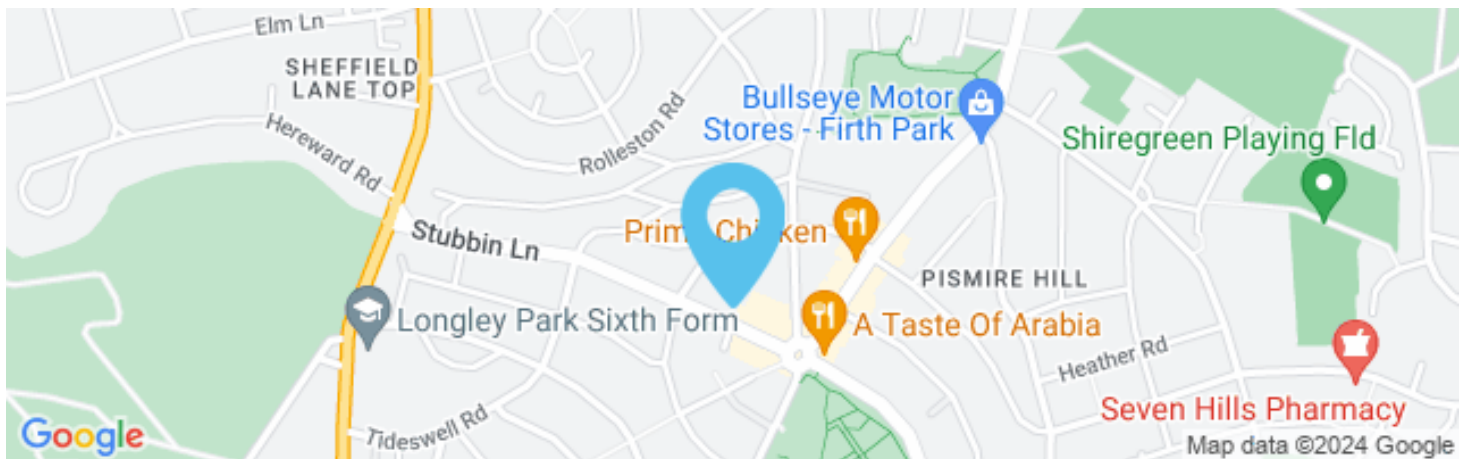 Elm Ln
SHEFFIELD
LANE TOP
Hereward Rd
Rolleston Rd
Bullseye Motor
Stores - Firth Park
Shiregreen Playing Fld
Stubbin Ln
PISMIRE HILL
Longley Park Sixth Form
A Taste Of Arabia
Heather Rd
Seven Hills Pharmacy
Tideswell Rd
Google
Map data ©2024 Google